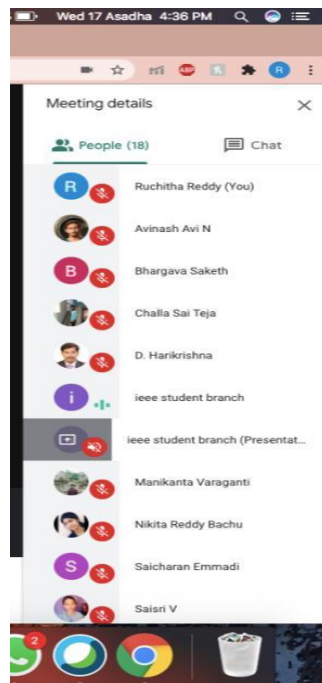 Wed 17 Asadha 4:36 PM
ABP
R
Meeting details
People (18)
Chat
R
Ruchitha Reddy (You)
Avinash Avi N
B
Bhargava Saketh
Challa Sai Teja
D. Harikrishna
i
ieee student branch
ieee student branch (Presentat...
Manikanta Varaganti
Nikita Reddy Bachu
S
Saicharan Emmadi
Saisri V
2